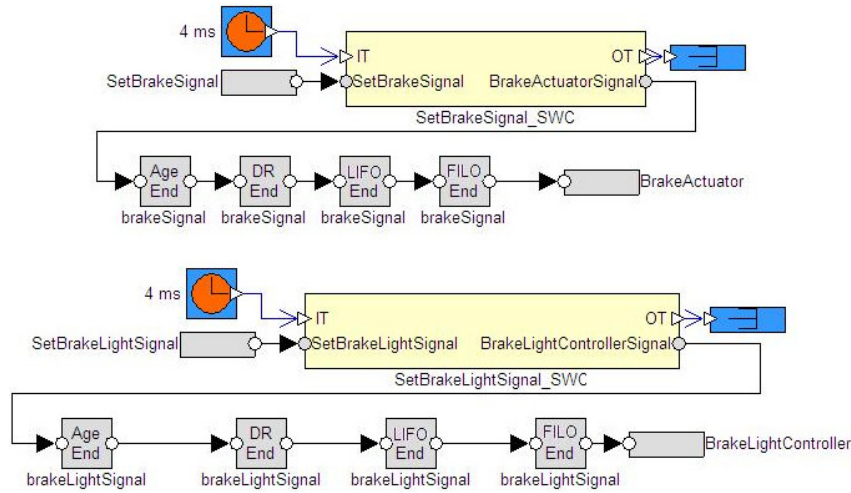 4 ms
IT
OT
SetBrakeSignal
SetBrakeSignal
BrakeActuatorSignal
SetBrakeSignal_SWC
Age
End
DR
End
LIFO
End
FILO
End
BrakeActuator
brakeSignal
brakeSignal
brakeSignal
brakeSignal
4 ms
IT
OT
SetBrakeLightSignal
SetBrakeLightSignal
BrakeLightControllerSignal
SetBrakeLightSignal_SWC
Age
End
DR
End
LIFO
End
FILO
End
BrakeLightController
brakeLightSignal
brakeLightSignal
brakeLightSignal
brakeLightSignal